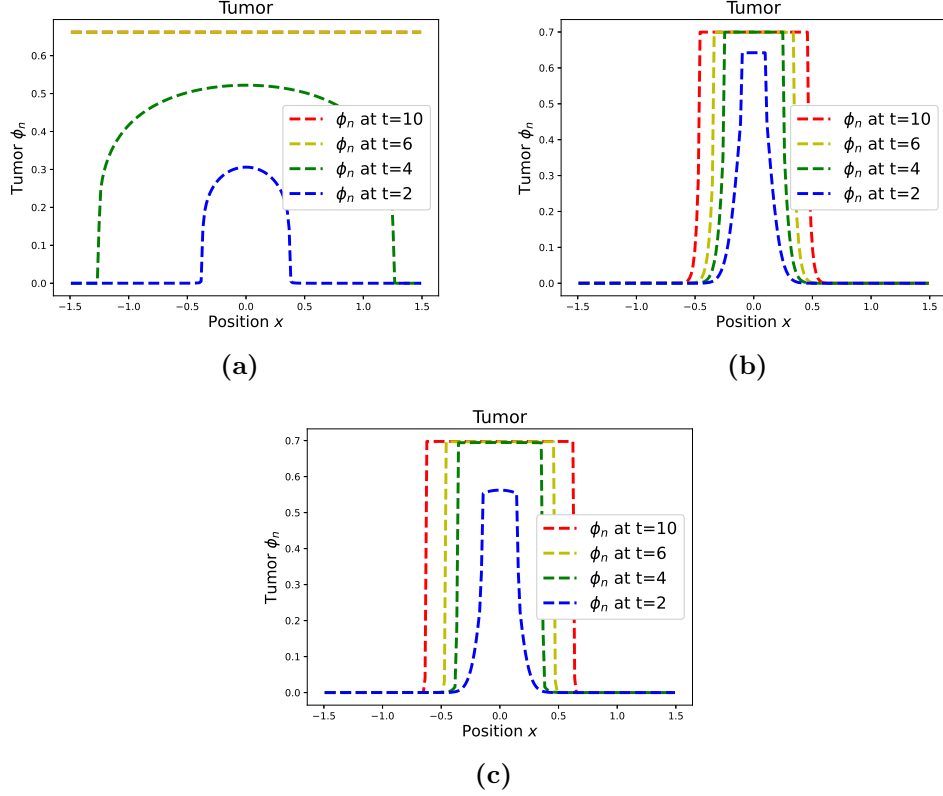 Tumor
Tumor ϕₙ
0.6
0.5
0.4
0.3
0.2
0.1
0.0
ϕₙ at t=10
ϕₙ at t=6
ϕₙ at t=4
ϕₙ at t=2
−1.5 −1.0 −0.5 0.0 0.5 1.0 1.5
Position x
(a)
Tumor
Tumor ϕₙ
0.7
0.6
0.5
0.4
0.3
0.2
0.1
0.0
ϕₙ at t=10
ϕₙ at t=6
ϕₙ at t=4
ϕₙ at t=2
−1.5 −1.0 −0.5 0.0 0.5 1.0 1.5
Position x
(b)
Tumor
Tumor ϕₙ
0.7
0.6
0.5
0.4
0.3
0.2
0.1
0.0
ϕₙ at t=10
ϕₙ at t=6
ϕₙ at t=4
ϕₙ at t=2
−1.5 −1.0 −0.5 0.0 0.5 1.0 1.5
Position x
(c)